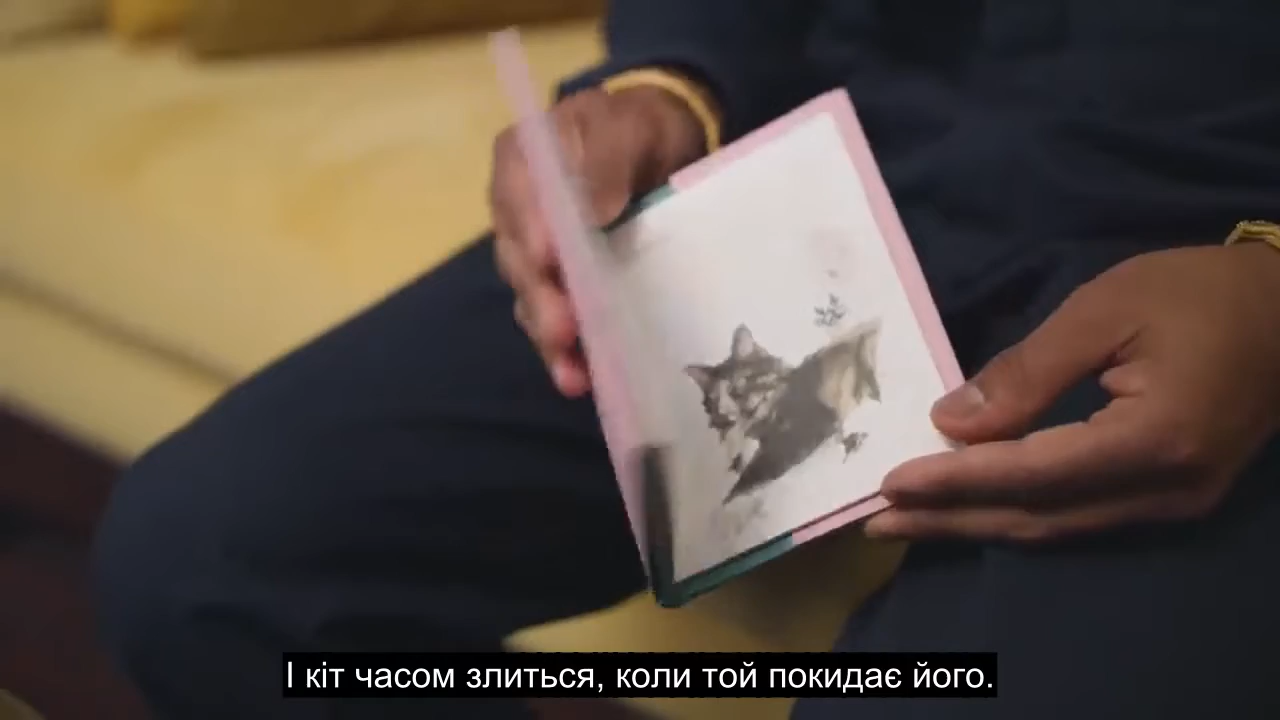 І кіт часом злиться, коли той покидає його.